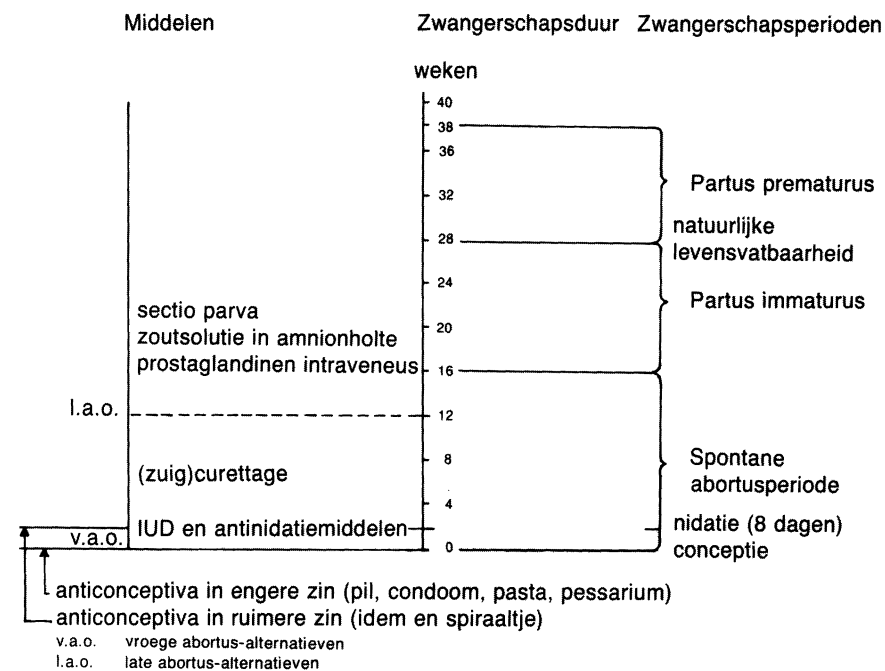 Middelen Zwangerschapsduur Zwangerschapsperioden
weken
40
38
36
32
Partus prematurus
28
natuurlijke
levensvatbaarheid
24
Partus immaturus
sectio parva
zoutsolutie in amnionholte
20
prostaglandinen intraveneus
16
l.a.o.
12
(zuig)curettage
8
Spontane
abortusperiode
4
IUD en antinidatiemiddelen
nidatie (8 dagen)
v.a.o.
0
conceptie
anticonceptiva in engere zin (pil, condoom, pasta, pessarium)
anticonceptiva in ruimere zin (idem en spiraaltje)
v.a.o. vroege abortus-alternatieven
l.a.o. late abortus-alternatieven